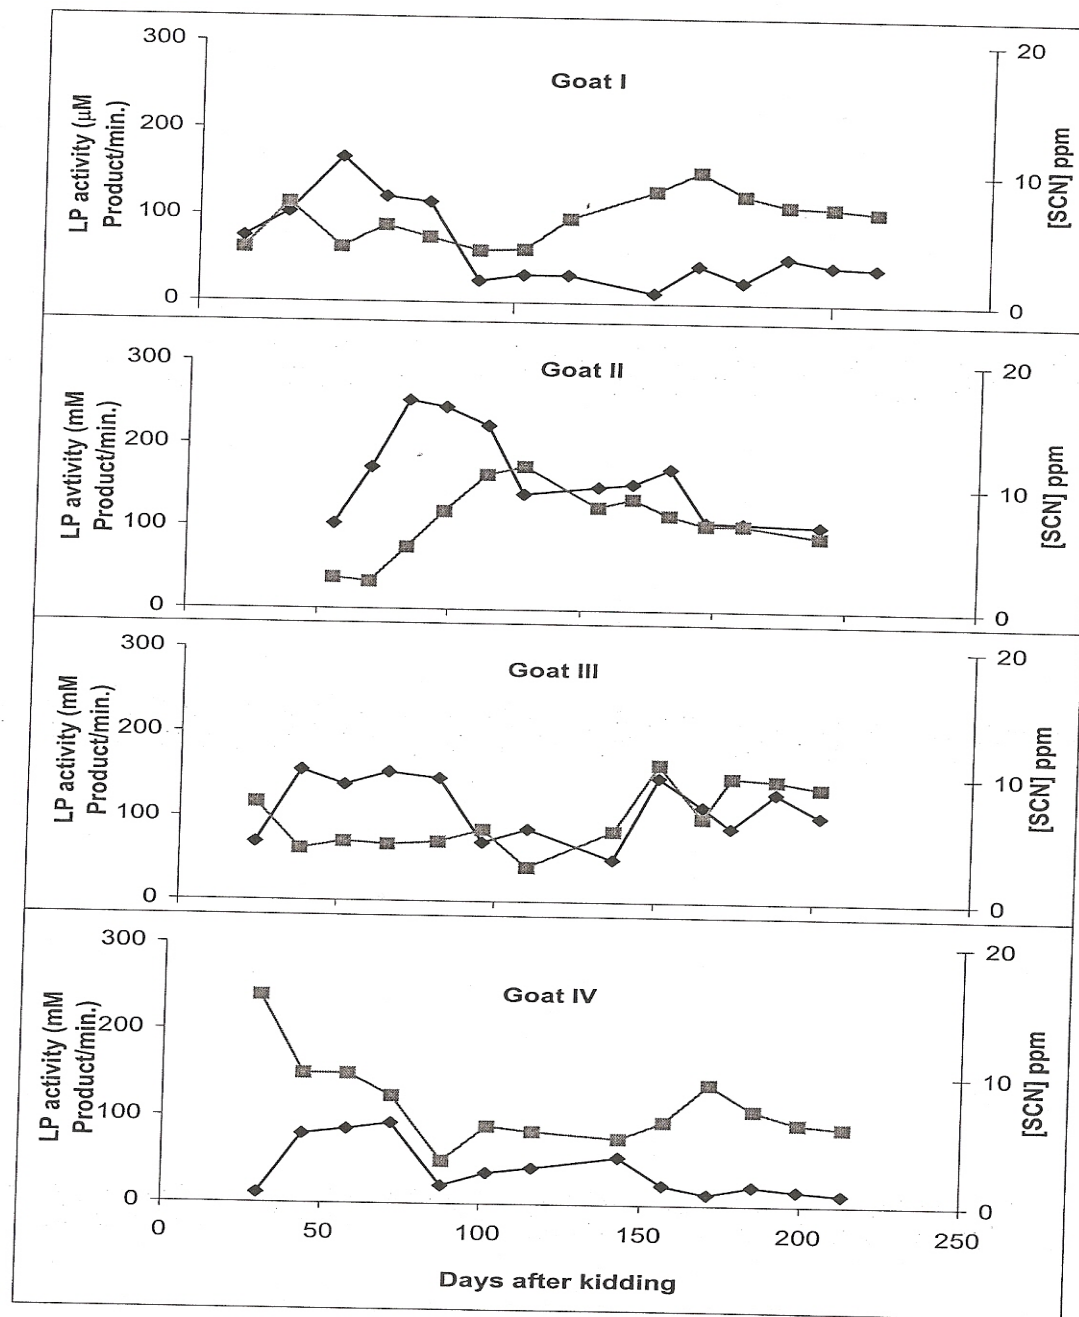 300
200
100
0
LP activity (µM
Product/min.)
Goat I
20
10
0
[SCN] ppm
300
200
100
0
LP avtivity (mM
Product/min.)
Goat II
20
10
0
[SCN] ppm
300
200
100
0
LP activity (mM
Product/min.)
Goat III
20
10
0
[SCN] ppm
300
200
100
0
LP activity (mM
Product/min.)
Goat IV
20
10
0
[SCN] ppm
0 50 100 150 200 250
Days after kidding